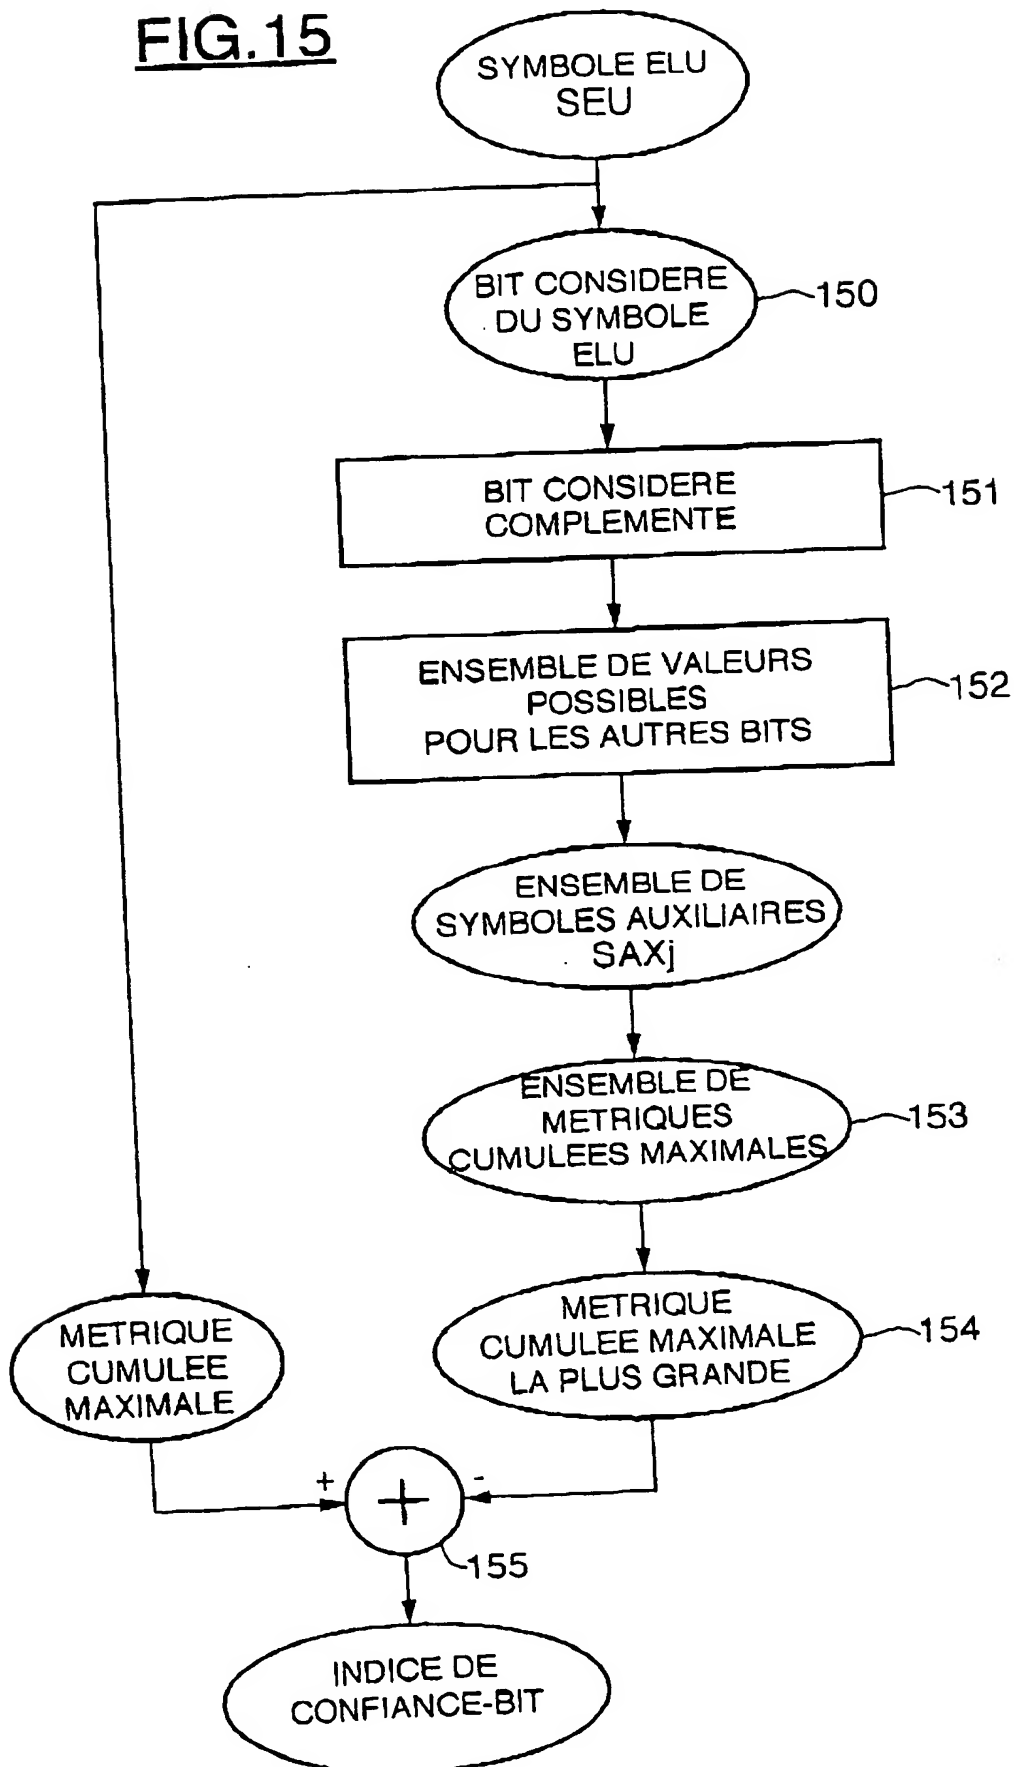 FIG.15
SYMBOLE ELU
SEU
BIT CONSIDERE
DU SYMBOLE
ELU
150
BIT CONSIDERE
COMPLEMENTE
151
ENSEMBLE DE VALEURS
POSSIBLES
POUR LES AUTRES BITS
152
ENSEMBLE DE
SYMBOLES AUXILIAIRES
SAXj
ENSEMBLE DE
METRIQUES
CUMULEES MAXIMALES
153
METRIQUE
CUMULEE MAXIMALE
LA PLUS GRANDE
154
METRIQUE
CUMULEE
MAXIMALE
+
+
-
155
INDICE DE
CONFIANCE-BIT